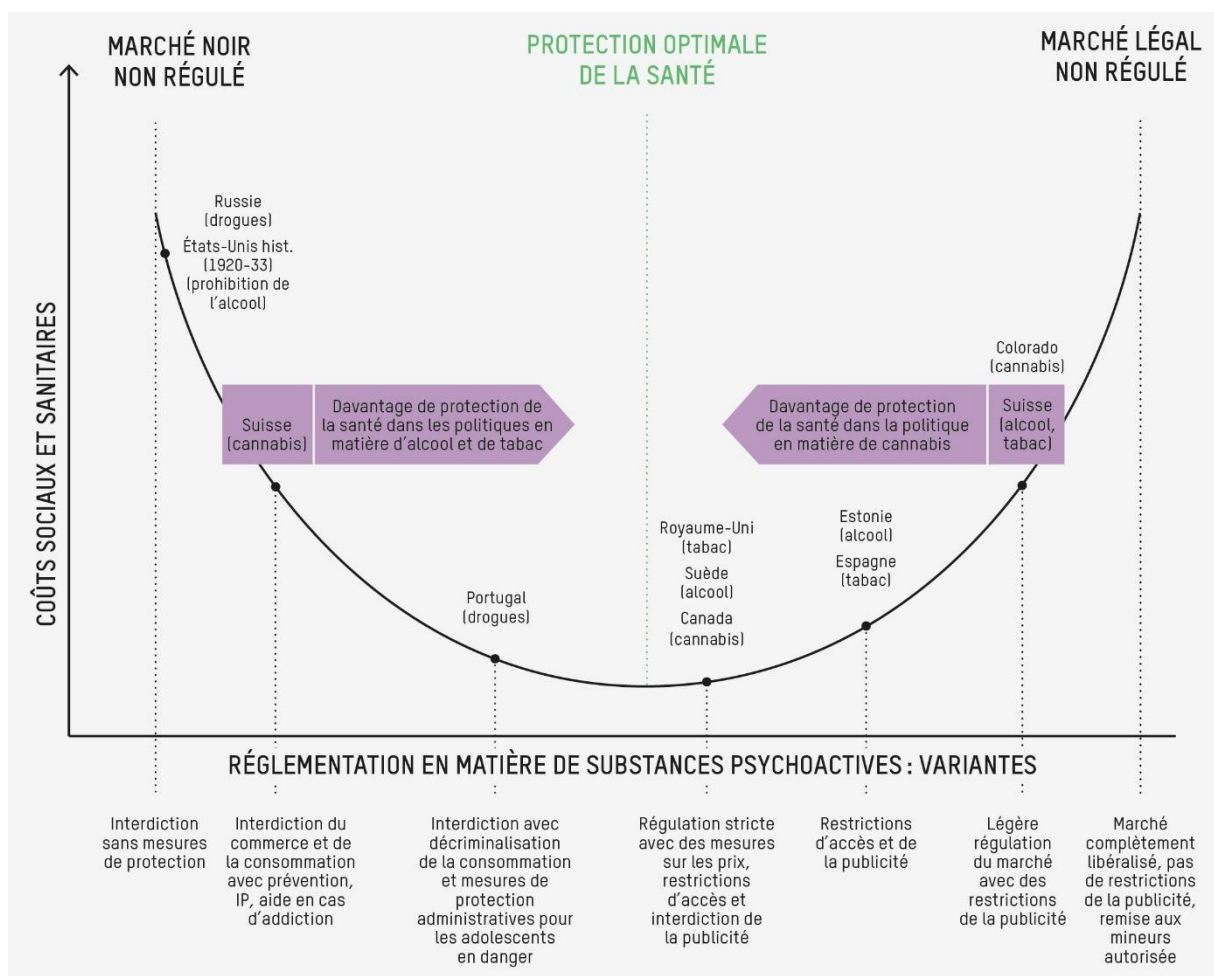 MARCHÉ NOIR
NON RÉGULÉ
PROTECTION OPTIMALE
DE LA SANTÉ
MARCHÉ LÉGAL
NON RÉGULÉ
COÛTS SOCIAUX ET SANITAIRES
Russie
(drogues)
États-Unis hist.
(1920-33)
(prohibition de
l'alcool)
Suisse
(cannabis)
Davantage de protection de
la santé dans les politiques en
matière d'alcool et de tabac
Portugal
(drogues)
Royaume-Uni
(tabac)
Suède
(alcool)
Canada
(cannabis)
Davantage de protection
de la santé dans la politique
en matière de cannabis
Estonie
(alcool)
Espagne
(tabac)
Colorado
(cannabis)
Suisse
(alcool,
tabac)
RÉGLEMENTATION EN MATIÈRE DE SUBSTANCES PSYCHOACTIVES : VARIANTES
Interdiction
sans mesures
de protection
Interdiction du
commerce et de
la consommation
avec prévention,
IP, aide en cas
d'addiction
Interdiction avec
décriminalisation
de la consommation
et mesures de
protection
administratives pour
les adolescents
en danger
Régulation stricte
avec des mesures
sur les prix,
restrictions
d'accès et
interdiction de
la publicité
Restrictions
d'accès et de
la publicité
Légère
régulation
du marché
avec des
restrictions
de la publicité
Marché
complètement
libéralisé, pas
de restrictions
de la publicité,
remise aux
mineurs
autorisée